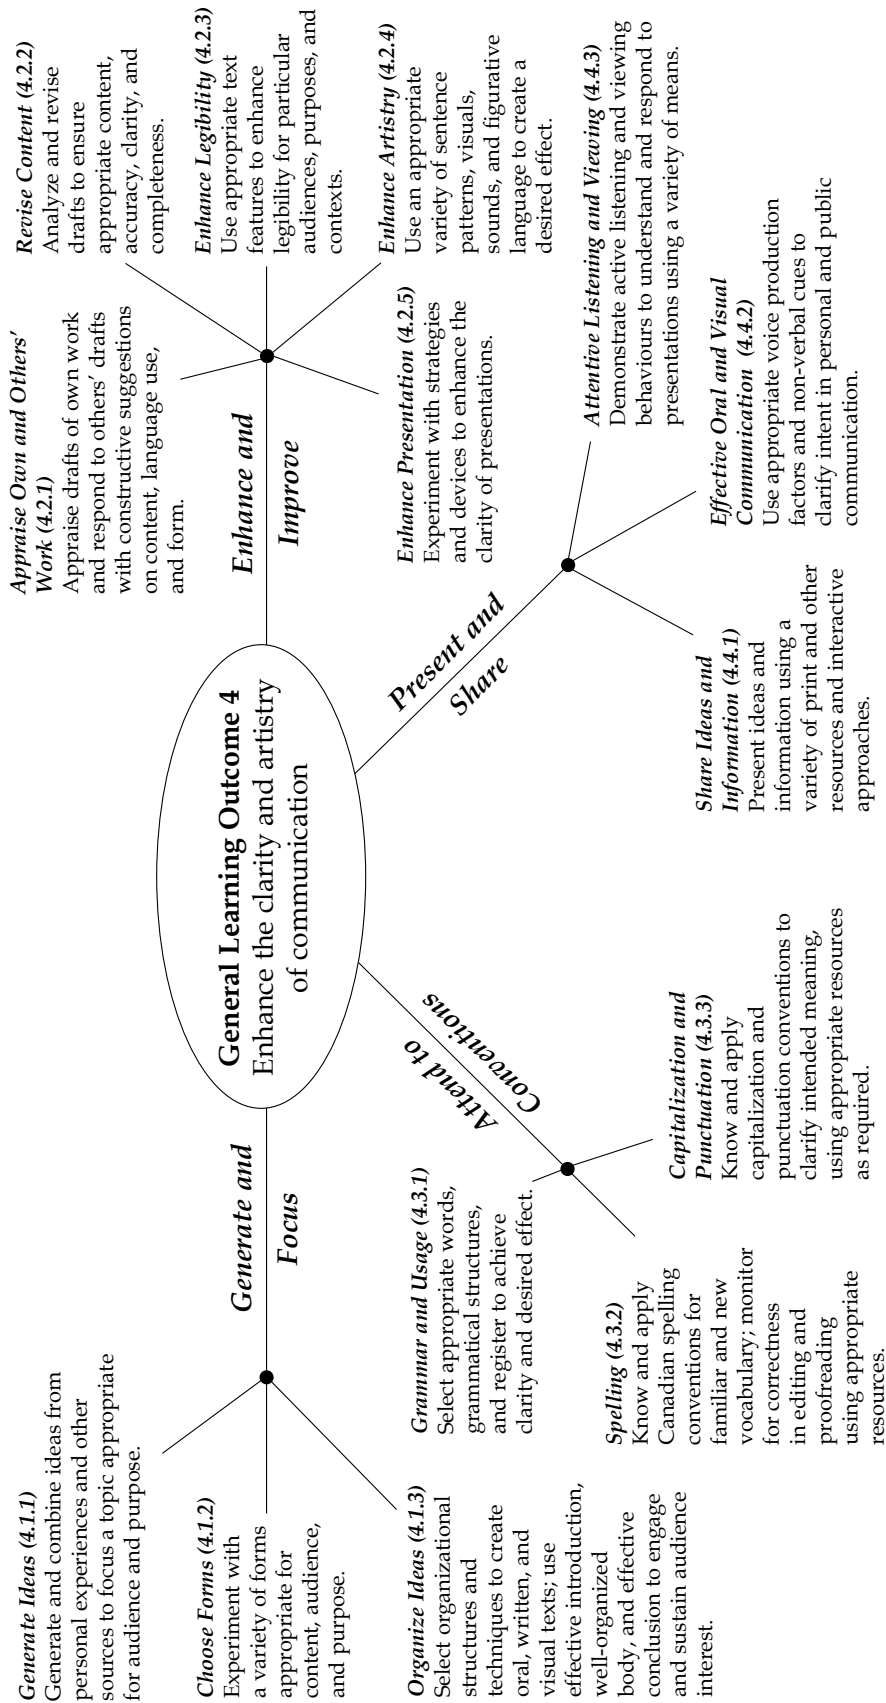 General Learning Outcome 4
Enhance the clarity and artistry
of communication
Generate and
Focus
Generate Ideas (4.1.1)
Generate and combine ideas from
personal experiences and other
sources to focus a topic appropriate
for audience and purpose.
Choose Forms (4.1.2)
Experiment with
a variety of forms
appropriate for
content, audience,
and purpose.
Organize Ideas (4.1.3)
Select organizational
structures and
techniques to create
oral, written, and
visual texts; use
effective introduction,
well-organized
body, and effective
conclusion to engage
and sustain audience
interest.
Enhance and
Improve
Appraise Own and Others’
Work (4.2.1)
Appraise drafts of own work
and respond to others’ drafts
with constructive suggestions
on content, language use,
and form.
Revise Content (4.2.2)
Analyze and revise
drafts to ensure
appropriate content,
accuracy, clarity, and
completeness.
Enhance Legibility (4.2.3)
Use appropriate text
features to enhance
legibility for particular
audiences, purposes, and
contexts.
Enhance Artistry (4.2.4)
Use an appropriate
variety of sentence
patterns, visuals,
sounds, and figurative
language to create a
desired effect.
Enhance Presentation (4.2.5)
Experiment with strategies
and devices to enhance the
clarity of presentations.
Attend to
Conventions
Grammar and Usage (4.3.1)
Select appropriate words,
grammatical structures,
and register to achieve
clarity and desired effect.
Spelling (4.3.2)
Know and apply
Canadian spelling
conventions for
familiar and new
vocabulary; monitor
for correctness
in editing and
proofreading
using appropriate
resources.
Capitalization and
Punctuation (4.3.3)
Know and apply
capitalization and
punctuation conventions to
clarify intended meaning,
using appropriate resources
as required.
Present and
Share
Share Ideas and
Information (4.4.1)
Present ideas and
information using a
variety of print and other
resources and interactive
approaches.
Effective Oral and Visual
Communication (4.4.2)
Use appropriate voice production
factors and non-verbal cues to
clarify intent in personal and public
communication.
Attentive Listening and Viewing (4.4.3)
Demonstrate active listening and viewing
behaviours to understand and respond to
presentations using a variety of means.